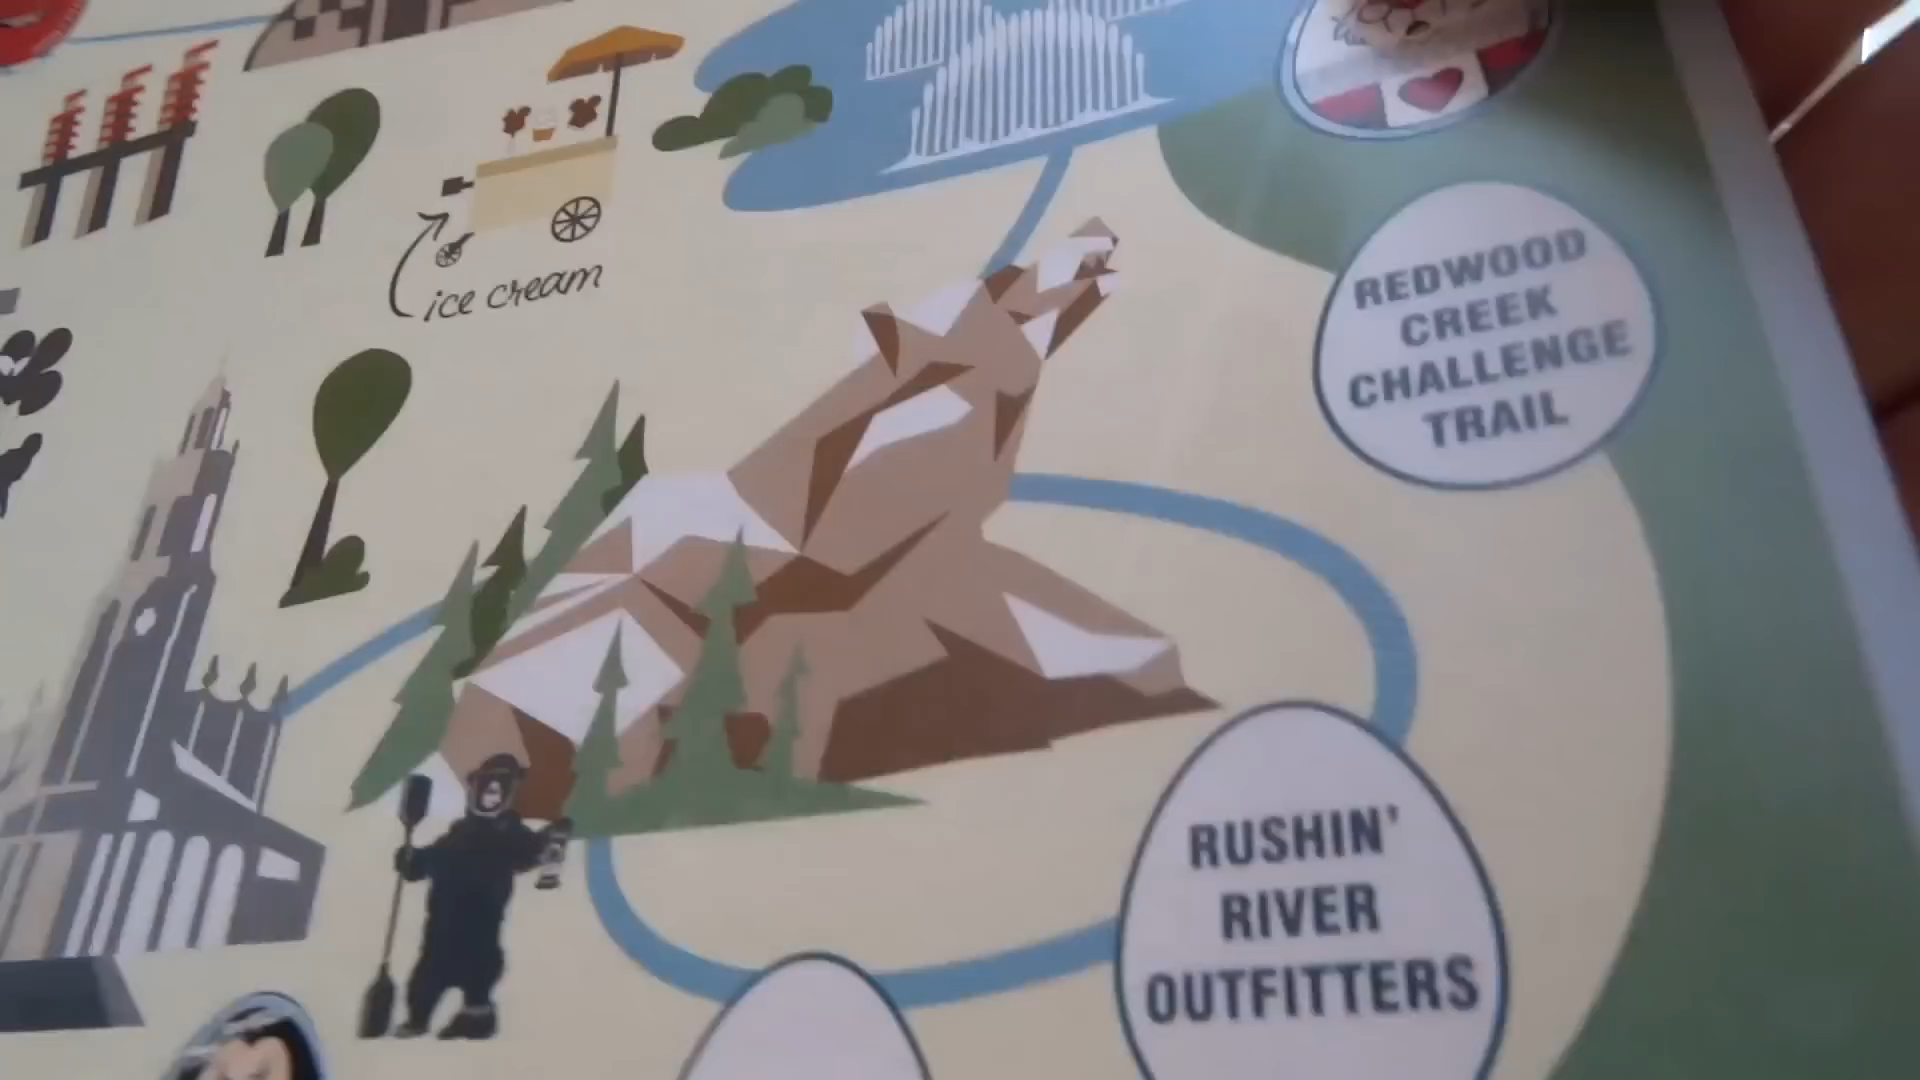 ice cream
REDWOOD
CREEK
CHALLENGE
TRAIL
RUSHIN'
RIVER
OUTFITTERS